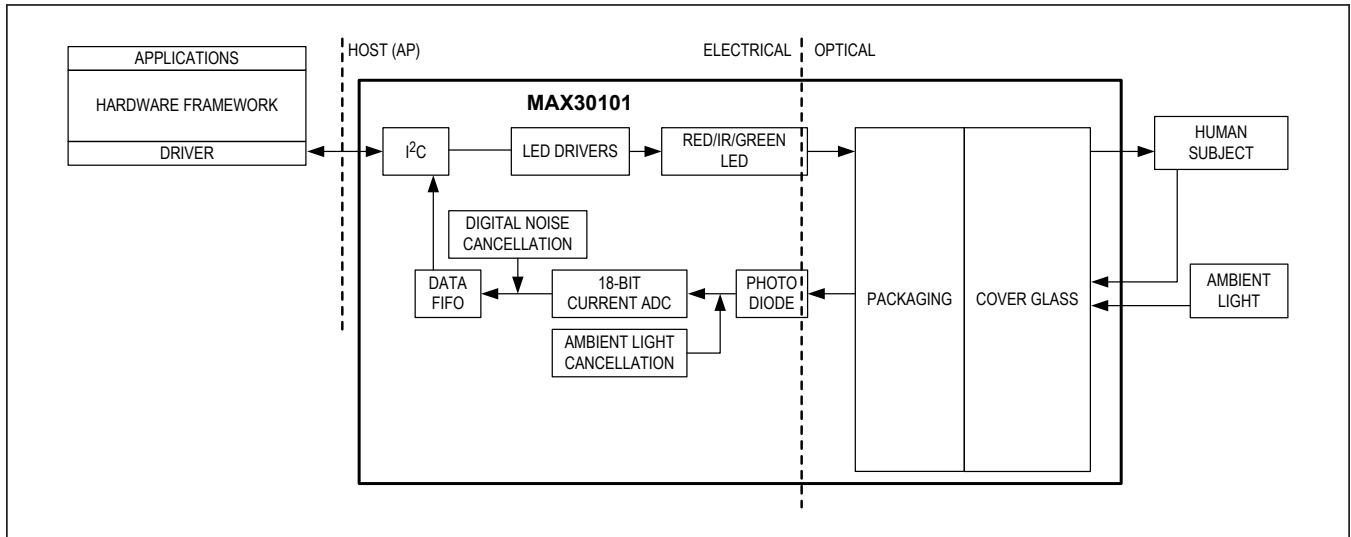 HOST (AP)
ELECTRICAL
OPTICAL
APPLICATIONS
HARDWARE FRAMEWORK
DRIVER
MAX30101
I²C
LED DRIVERS
RED/IR/GREEN
LED
HUMAN
SUBJECT
DIGITAL NOISE
CANCELLATION
DATA
FIFO
18-BIT
CURRENT ADC
PHOTO
DIODE
PACKAGING
COVER GLASS
AMBIENT
LIGHT
AMBIENT LIGHT
CANCELLATION